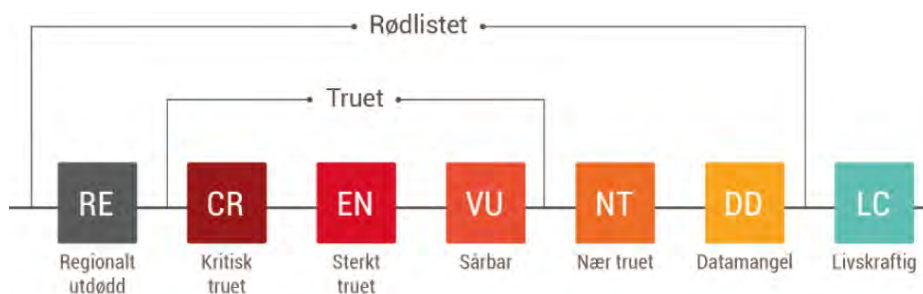 Rødlistet
Truet
RE
CR
EN
VU
NT
DD
LC
Regionalt
utdødd
Kritisk
truet
Sterkt
truet
Sårbar
Nær truet
Datamangel
Livskraftig